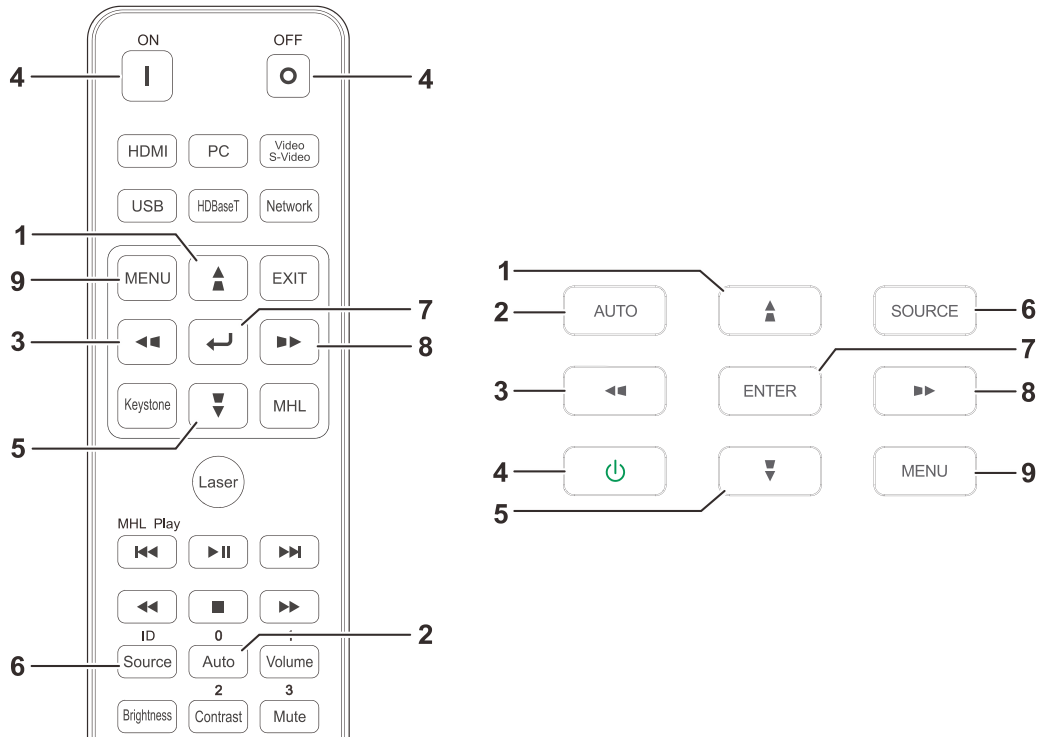 ON OFF
4 I O 4
HDMI PC Video
S-Video
USB HDBaseT Network
1
9 MENU EXIT
7
3 8
Keystone MHL
5
Laser
MHL Play
ID 0
6 Source Auto Volume 2
2 3
Brightness Contrast Mute
1
2 AUTO SOURCE 6
7
3 ENTER 8
4 MENU 9
5